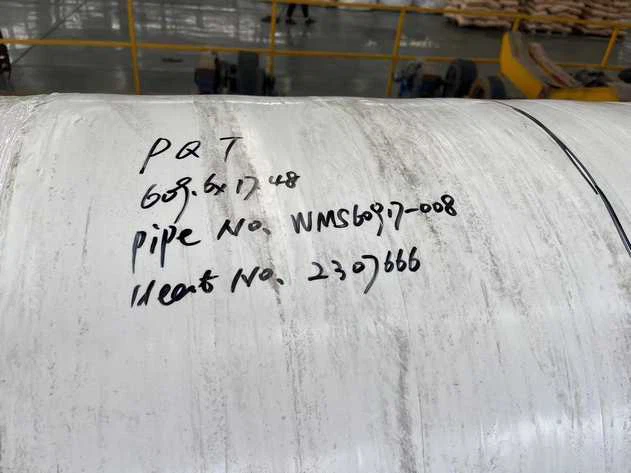 PQT
609.6x17.48
Pipe No. WMS60917-008
Heat No. 2307666